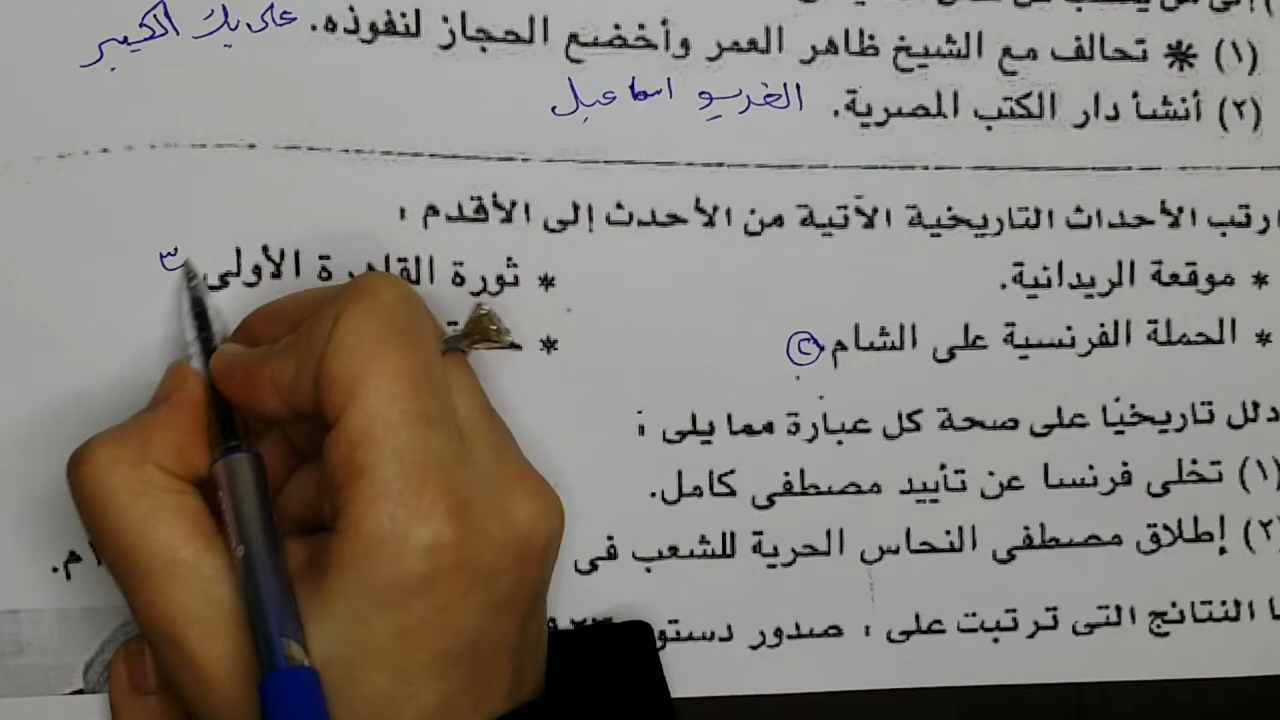 (١) * تحالف مع الشيخ ظاهر العمر وأخضع الحجاز لنفوذه. على بك الكبير
(٢) أنشأ دار الكتب المصرية. الخديو اسماعيل
رتب الأحداث التاريخية الآتية من الأحدث إلى الأقدم :
* موقعة الريدانية. * ثورة القاهرة الأولى. ٣
* الحملة الفرنسية على الشام. ٢ *
دلل تاريخيًا على صحة كل عبارة مما يلى :
(١) تخلى فرنسا عن تأييد مصطفى كامل.
(٢) إطلاق مصطفى النحاس الحرية للشعب فى م.
النتائج التى ترتبت على : صدور